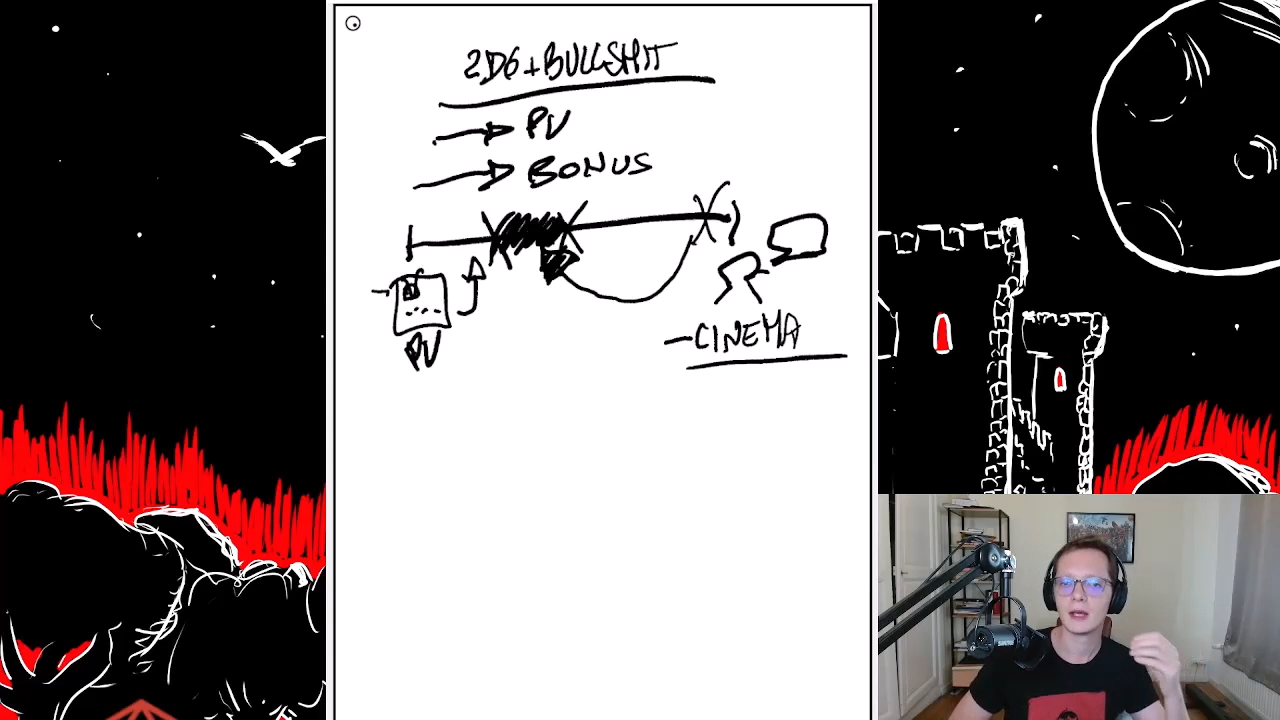 2D6+BULLSHIT
PV
BONUS
PV
CINEMA